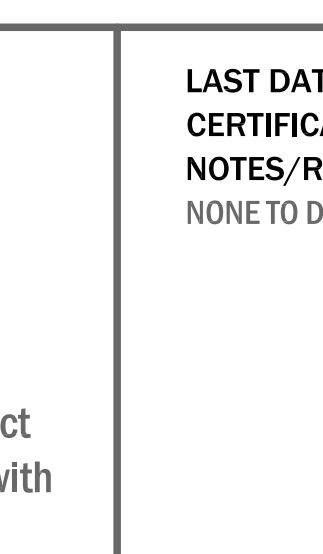 LAST DAT
CERTIFICA
NOTES/R
NONE TO D
ct
with